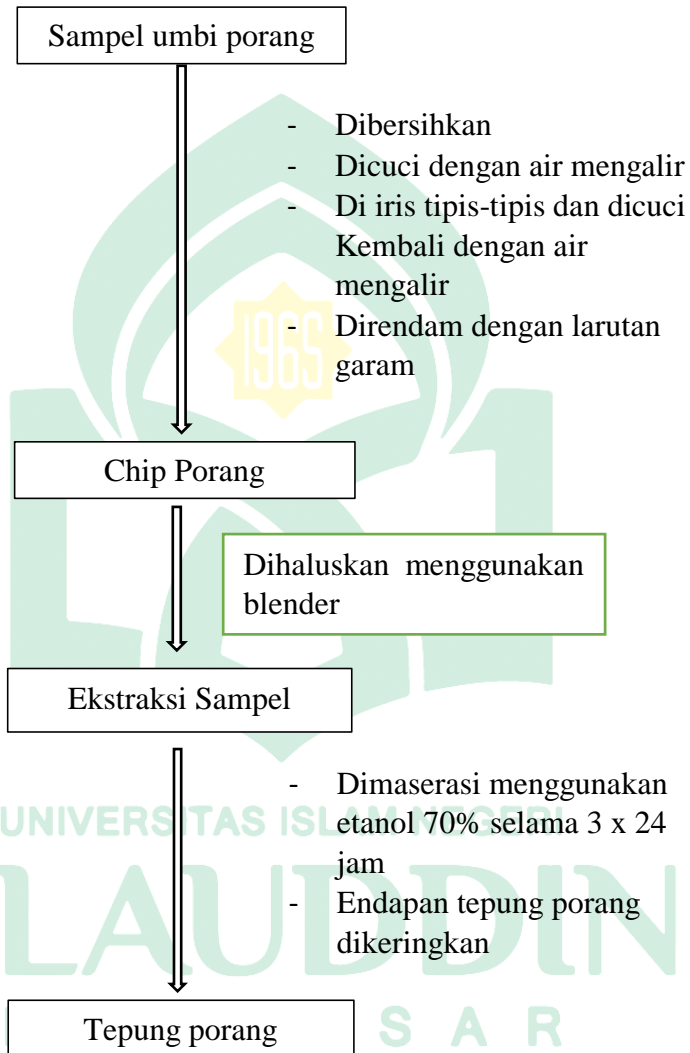 Sampel umbi porang
- Dibersihkan
- Dicuci dengan air mengalir
- Di iris tipis-tipis dan dicuci
Kembali dengan air
mengalir
- Direndam dengan larutan
garam
1965
Chip Porang
Dihaluskan menggunakan
blender
Ekstraksi Sampel
- Dimaserasi menggunakan
etanol 70% selama 3 x 24
jam
- Endapan tepung porang
dikeringkan
UNIVERSITAS ISLAM NEGERI
LAUDDIN
Tepung porang
S A R